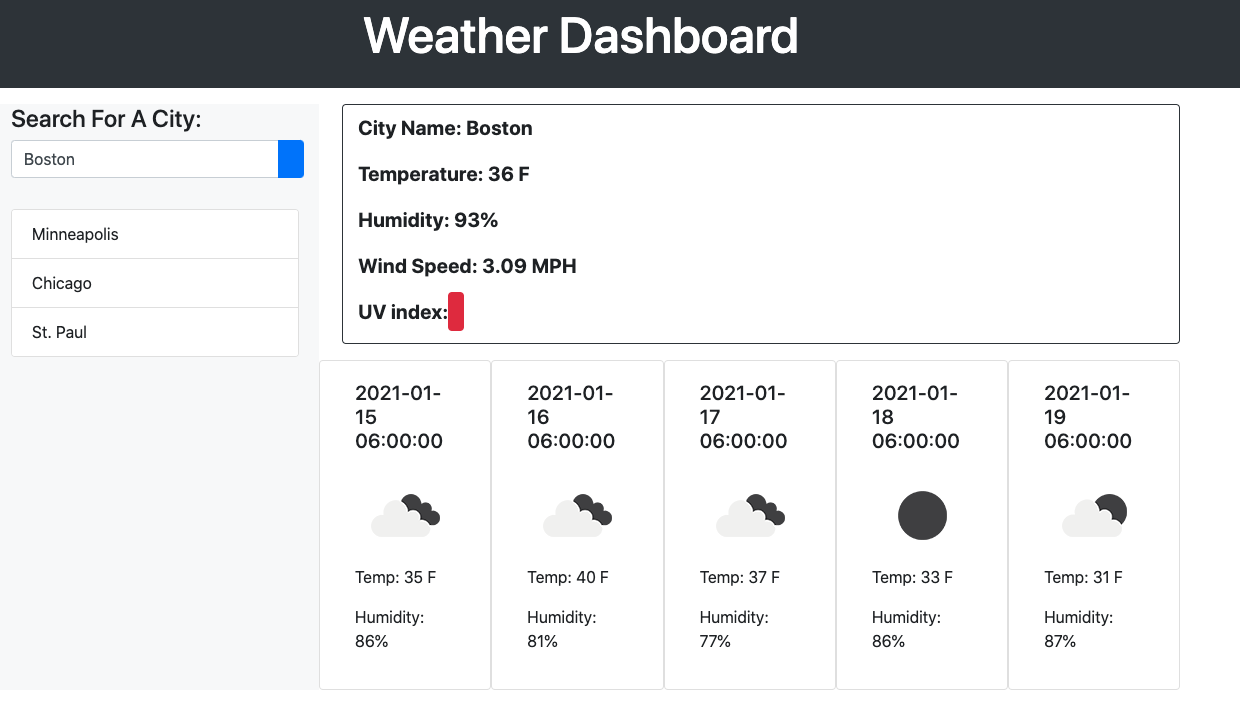 Weather Dashboard
Search For A City:
Boston
Minneapolis
Chicago
St. Paul
City Name: Boston
Temperature: 36 F
Humidity: 93%
Wind Speed: 3.09 MPH
UV index:
2021-01-
15
06:00:00
Temp: 35 F
Humidity:
86%
2021-01-
16
06:00:00
Temp: 40 F
Humidity:
81%
2021-01-
17
06:00:00
Temp: 37 F
Humidity:
77%
2021-01-
18
06:00:00
Temp: 33 F
Humidity:
86%
2021-01-
19
06:00:00
Temp: 31 F
Humidity:
87%